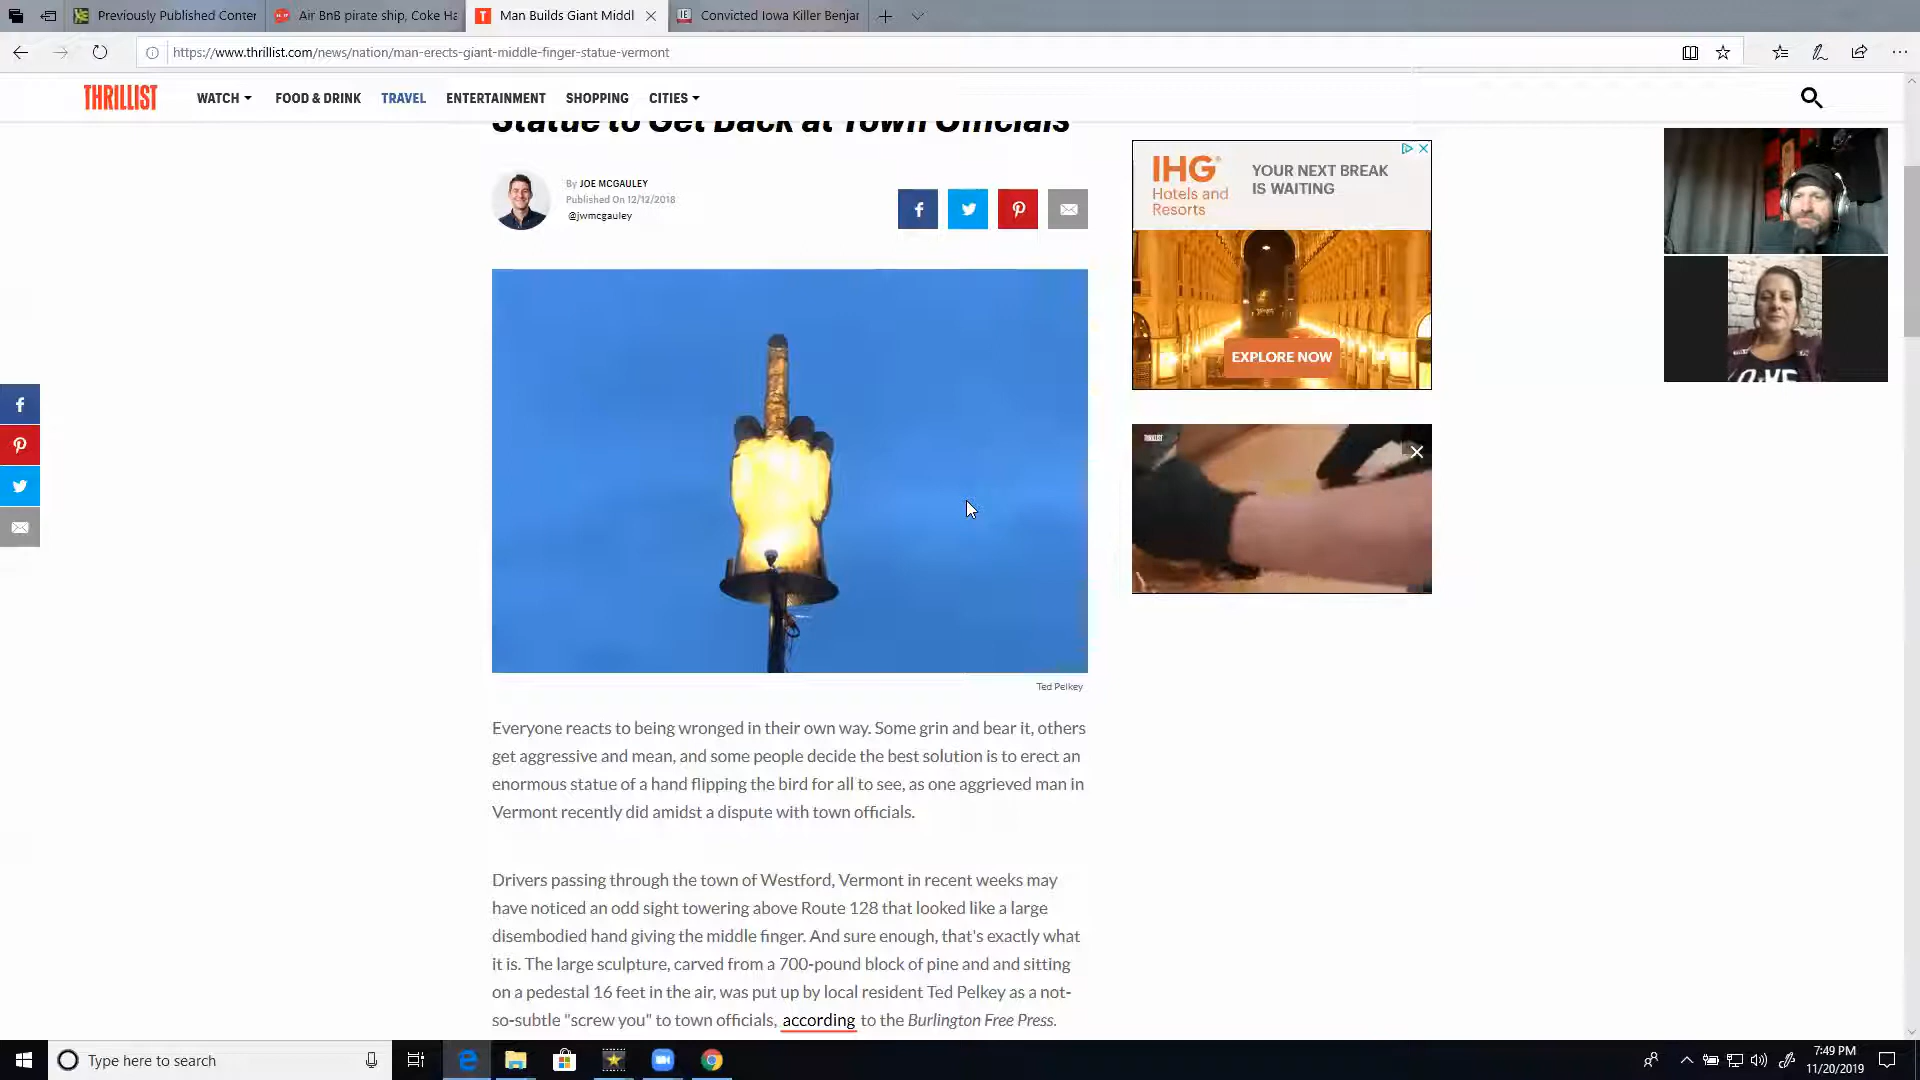 Previously Published Conter
Air BnB pirate ship, Coke Ha
Man Builds Giant Middl
Convicted Iowa Killer Benjar
https://www.thrillist.com/news/nation/man-erects-giant-middle-finger-statue-vermont
THRILLIST
WATCH
FOOD & DRINK
TRAVEL
ENTERTAINMENT
SHOPPING
CITIES
Statue to Get Back at Town Officials
By JOE MCGAULEY
Published On 12/12/2018
@jwmcgauley
IHG
Hotels and
Resorts
YOUR NEXT BREAK
IS WAITING
EXPLORE NOW
THRILLIST
Ted Pelkey
Everyone reacts to being wronged in their own way. Some grin and bear it, others
get aggressive and mean, and some people decide the best solution is to erect an
enormous statue of a hand flipping the bird for all to see, as one aggrieved man in
Vermont recently did amidst a dispute with town officials.
Drivers passing through the town of Westford, Vermont in recent weeks may
have noticed an odd sight towering above Route 128 that looked like a large
disembodied hand giving the middle finger. And sure enough, that's exactly what
it is. The large sculpture, carved from a 700-pound block of pine and and sitting
on a pedestal 16 feet in the air, was put up by local resident Ted Pelkey as a not-
so-subtle "screw you" to town officials, according to the Burlington Free Press.
Type here to search
7:49 PM
11/20/2019